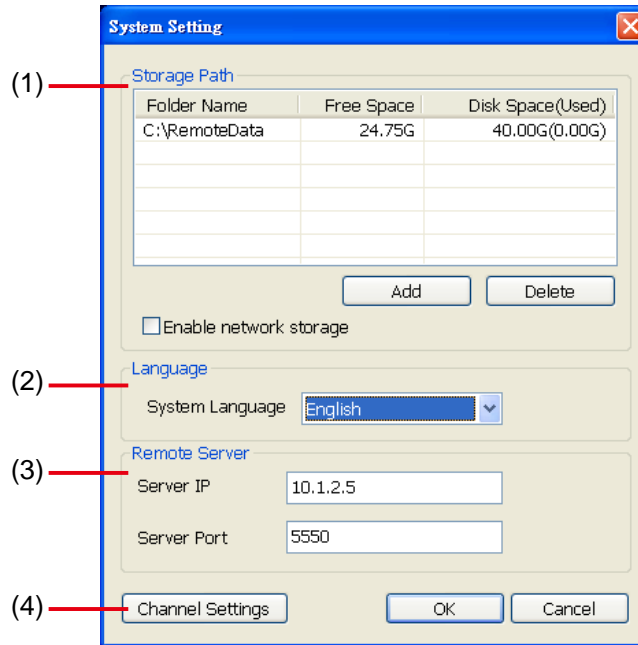 System Setting
(1)
Storage Path
Folder Name Free Space Disk Space(Used)
C:\RemoteData 24.75G 40.00G(0.00G)
Add Delete
Enable network storage
(2)
Language
System Language English
(3)
Remote Server
Server IP 10.1.2.5
Server Port 5550
(4)
Channel Settings OK Cancel